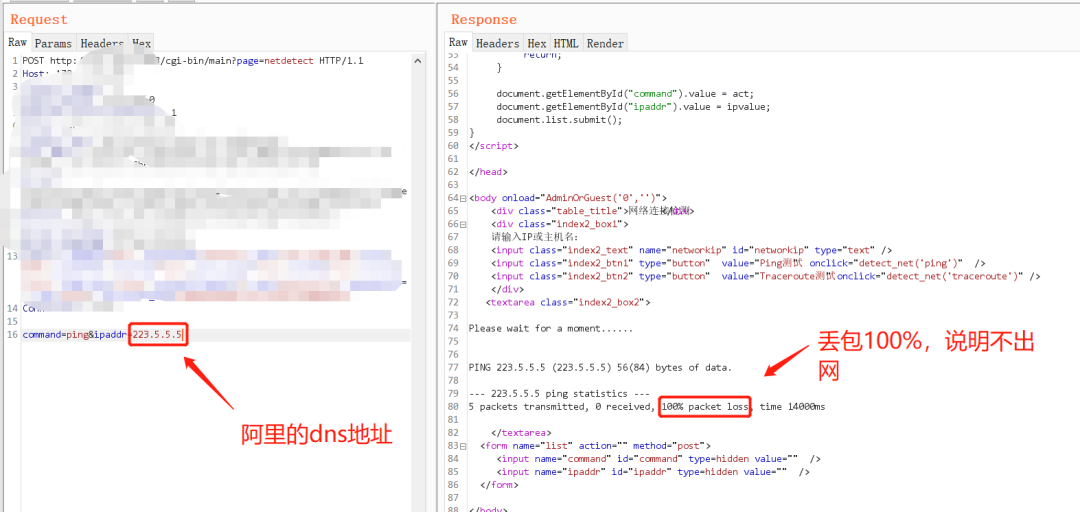 Request
Raw Params Headers Hex
1 POST http:/ /cgi-bin/main?page=netdetect HTTP/1.1
2 Host:
3
13
14
15
16 command=ping&ipaddr=223.5.5.5
阿里的dns地址
Response
Raw Headers Hex HTML Render
53 return;
54 }
55
56 document.getElementById("command").value = act;
57 document.getElementById("ipaddr").value = ipvalue;
58 document.list.submit();
59 }
60 </script>
61
62 </head>
63
64 <body onload="AdminOrGuest('0','')">
65 <div class="table_title">网络连接检测</div>
66 <div class="index2_box1">
67 请输入IP或主机名:
68 <input class="index2_text" name="networkip" id="networkip" type="text" />
69 <input class="index2_btn1" type="button" value="Ping测试 onclick="detect_net('ping')" />
70 <input class="index2_btn2" type="button" value="Traceroute测试onclick="detect_net('traceroute')" />
71 </div>
72 <textarea class="index2_box2">
73
74 Please wait for a moment......
75
76
77 PING 223.5.5.5 (223.5.5.5) 56(84) bytes of data.
78
79 --- 223.5.5.5 ping statistics ---
80 5 packets transmitted, 0 received, 100% packet loss, time 14000ms
81
82 </textarea>
83 <form name="list" action="" method="post">
84 <input name="command" id="command" type=hidden value="" />
85 <input name="ipaddr" id="ipaddr" type=hidden value="" />
86 </form>
87
88 </body>
丢包100%，说明不出
网